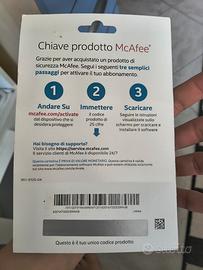 Chiave prodotto McAfee
Grazie per aver acquistato un prodotto di
sicurezza McAfee. Segui i seguenti tre semplici
passaggi per attivare il tuo abbonamento.
1
2
3
Andare Su
Immettere
Scaricare
mcafee.com/activate
dal dispositivo che si
desidera proteggere
il codice prodotto
di 25 cifre
Seguire le istruzioni
visualizzate sullo
schermo per scaricare e
installare il software
Hai bisogno di supporto?
Visita il sito https://service.mcafee.com
Il servizio clienti di McAfee è disponibile 24/7
Questo è il tuo unico codice prodotto
subito